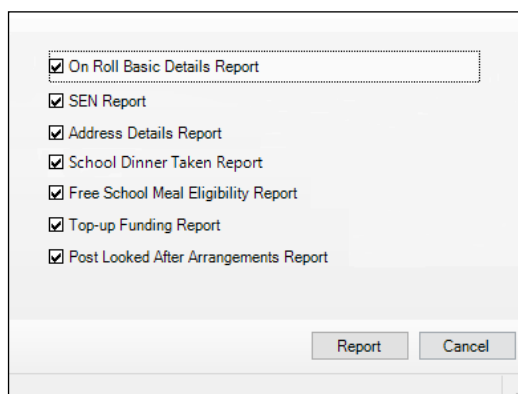 On Roll Basic Details Report
SEN Report
Address Details Report
School Dinner Taken Report
Free School Meal Eligibility Report
Top-up Funding Report
Post Looked After Arrangements Report
Report Cancel